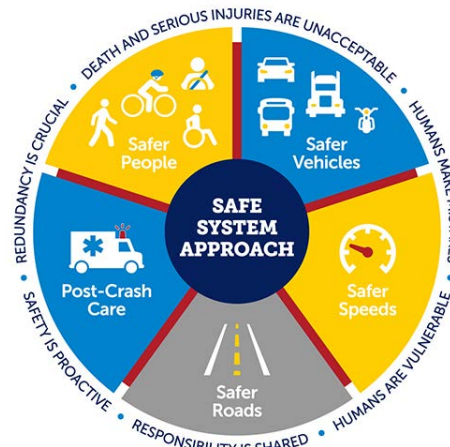 DEATH AND SERIOUS INJURIES ARE UNACCEPTABLE
HUMANS MAKE
HUMANS ARE VULNERABLE
RESPONSIBILITY IS SHARED
SAFETY IS PROACTIVE
REDUNDANCY IS CRUCIAL
Safer
People
Safer
Vehicles
SAFE
SYSTEM
APPROACH
Post-Crash
Care
Safer
Speeds
Safer
Roads